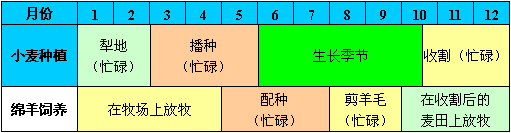 月份 1 2 3 4 5 6 7 8 9 10 11 12
小麦种植 犁地 播种 生长季节 收割（忙碌）
（忙碌） （忙碌）
绵羊饲养 在牧场上放牧 配种 剪羊毛 在收割后的
（忙碌） （忙碌） 麦田上放牧